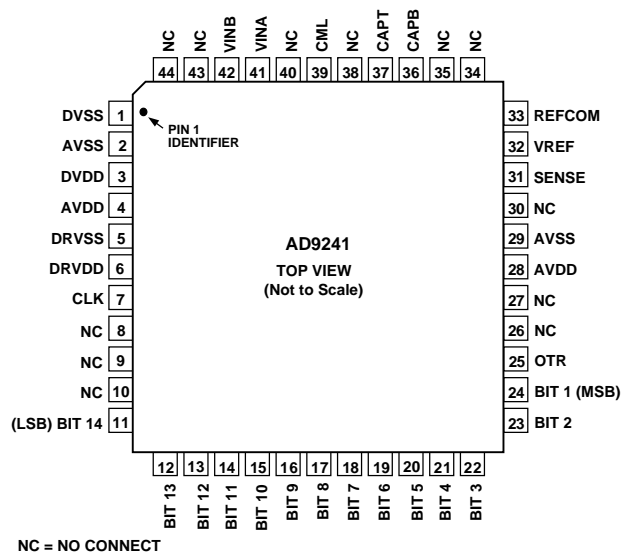 NC
NC
VINB
VINA
NC
CML
NC
CAPT
CAPB
NC
NC
44 43 42 41 40 39 38 37 36 35 34
DVSS 1
AVSS 2
DVDD 3
AVDD 4
DRVSS 5
DRVDD 6
CLK 7
NC 8
NC 9
NC 10
(LSB) BIT 14 11
PIN 1
IDENTIFIER
AD9241
TOP VIEW
(Not to Scale)
33 REFCOM
32 VREF
31 SENSE
30 NC
29 AVSS
28 AVDD
27 NC
26 NC
25 OTR
24 BIT 1 (MSB)
23 BIT 2
12 13 14 15 16 17 18 19 20 21 22
BIT 13
BIT 12
BIT 11
BIT 10
BIT 9
BIT 8
BIT 7
BIT 6
BIT 5
BIT 4
BIT 3
NC = NO CONNECT